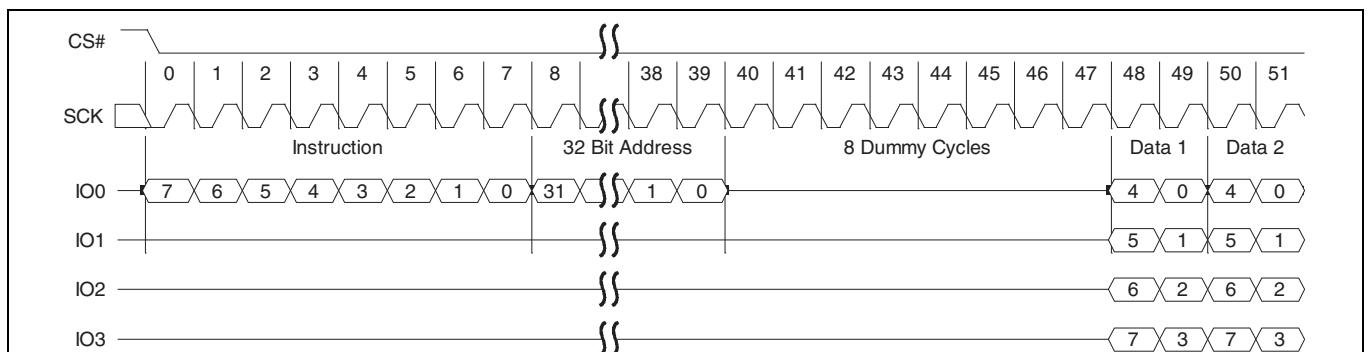 CS#
0 1 2 3 4 5 6 7 8 38 39 40 41 42 43 44 45 46 47 48 49 50 51
SCK
Instruction 32 Bit Address 8 Dummy Cycles Data 1 Data 2
IO0 7 6 5 4 3 2 1 0 31 1 0 4 0 4 0
IO1 5 1 5 1
IO2 6 2 6 2
IO3 7 3 7 3